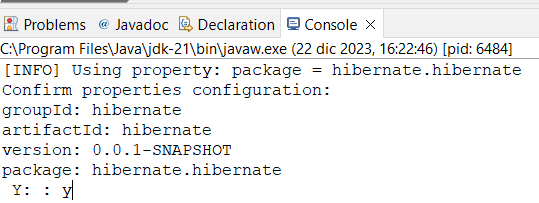 Problems @ Javadoc Declaration Console
C:\Program Files\Java\jdk-21\bin\javaw.exe (22 dic 2023, 16:22:46) [pid: 6484]
[INFO] Using property: package = hibernate.hibernate
Confirm properties configuration:
groupId: hibernate
artifactId: hibernate
version: 0.0.1-SNAPSHOT
package: hibernate.hibernate
Y: : y